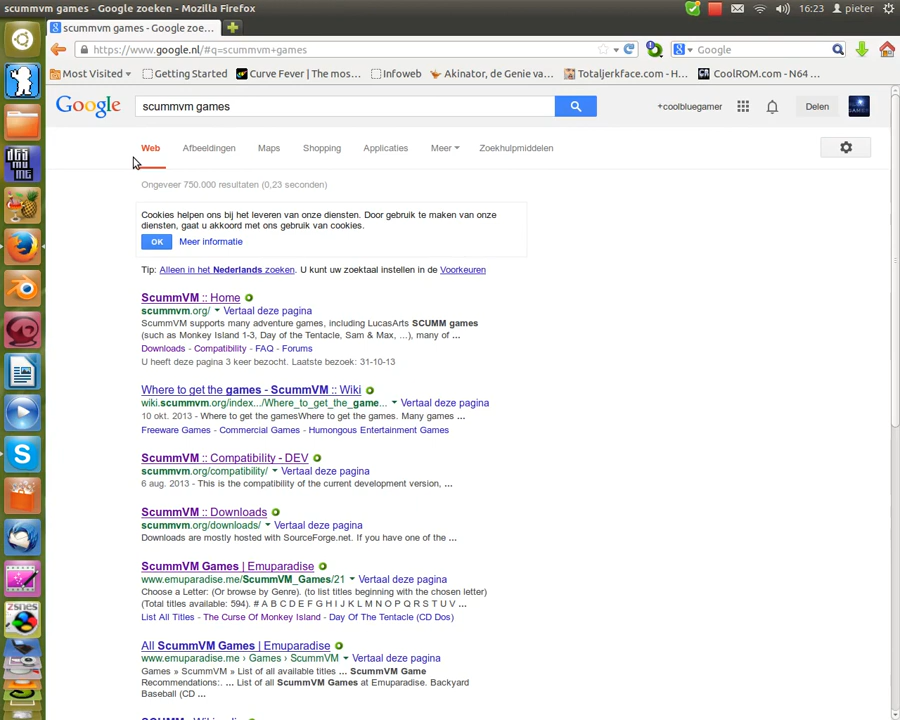 scummvm games - Google zoeken - Mozilla Firefox
16:23 pieter
scummvm games - Google zoe...
https://www.google.nl/#q=scummvm+games
Google
Most Visited Getting Started Curve Fever | The mos... Infoweb Akinator, de Genie va... Totaljerkface.com - H... CoolROM.com - N64 ...
Google scummvm games +coolbluegamer Delen
Web Afbeeldingen Maps Shopping Applicaties Meer Zoekhulpmiddelen
Ongeveer 750.000 resultaten (0,23 seconden)
Cookies helpen ons bij het leveren van onze diensten. Door gebruik te maken van onze
diensten, gaat u akkoord met ons gebruik van cookies.
OK Meer informatie
Tip: Alleen in het Nederlands zoeken. U kunt uw zoektaal instellen in de Voorkeuren
ScummVM :: Home
scummvm.org/ Vertaal deze pagina
ScummVM supports many adventure games, including LucasArts SCUMM games
(such as Monkey Island 1-3, Day of the Tentacle, Sam & Max, ...), many of ...
Downloads - Compatibility - FAQ - Forums
U heeft deze pagina 3 keer bezocht. Laatste bezoek: 31-10-13
Where to get the games - ScummVM :: Wiki
wiki.scummvm.org/index.../Where_to_get_the_game... Vertaal deze pagina
10 okt. 2013 - Where to get the gamesWhere to get the games. Many games ...
Freeware Games - Commercial Games - Humongous Entertainment Games
ScummVM :: Compatibility - DEV
scummvm.org/compatibility/ Vertaal deze pagina
6 aug. 2013 - This is the compatibility of the current development version, ...
ScummVM :: Downloads
scummvm.org/downloads/ Vertaal deze pagina
Downloads are mostly hosted with SourceForge.net. If you have one of the ...
ScummVM Games | Emuparadise
www.emuparadise.me/ScummVM_Games/21 Vertaal deze pagina
Choose a Letter: (Or browse by Genre). (to list titles beginning with the chosen letter)
(Total titles available: 594). # A B C D E F G H I J K L M N O P Q R S T U V ...
List All Titles - The Curse Of Monkey Island - Day Of The Tentacle (CD Dos)
All ScummVM Games | Emuparadise
www.emuparadise.me › Games › ScummVM Vertaal deze pagina
Games » ScummVM » List of all available titles ... ScummVM Game
Recommendations:. ... List of all ScummVM Games at Emuparadise. Backyard
Baseball (CD ...